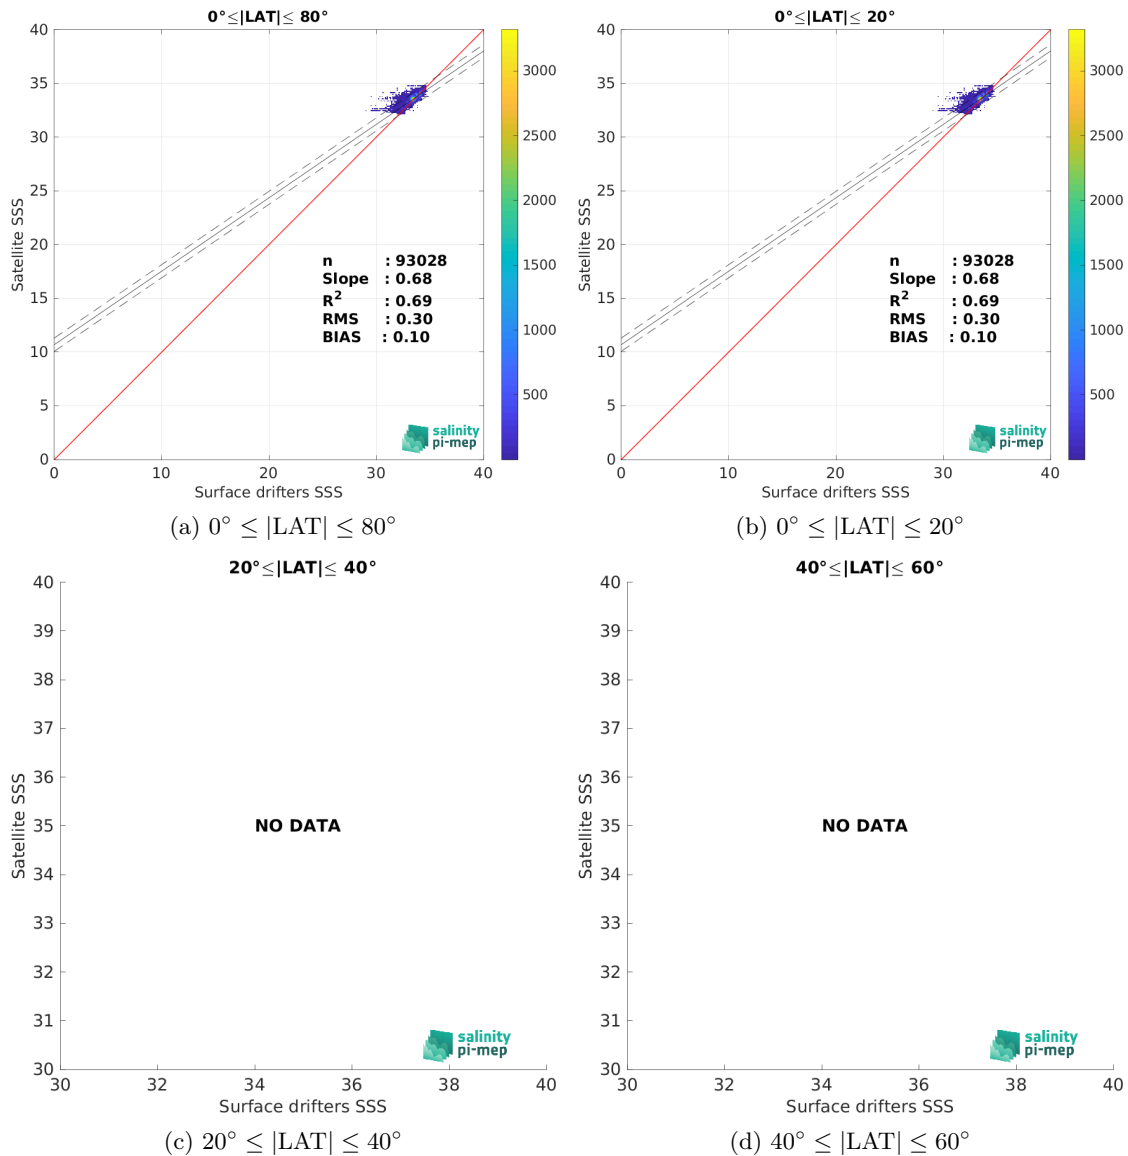 0°≤|LAT|≤ 80°
40
35
30
25
20
15
10
5
0
Satellite SSS
n : 93028
Slope : 0.68
R² : 0.69
RMS : 0.30
BIAS : 0.10
salinity
pi-mep
0 10 20 30 40
Surface drifters SSS
3000
2500
2000
1500
1000
500
(a) 0° ≤ |LAT| ≤ 80°
0°≤|LAT|≤ 20°
40
35
30
25
20
15
10
5
0
Satellite SSS
n : 93028
Slope : 0.68
R² : 0.69
RMS : 0.30
BIAS : 0.10
salinity
pi-mep
0 10 20 30 40
Surface drifters SSS
3000
2500
2000
1500
1000
500
(b) 0° ≤ |LAT| ≤ 20°
20°≤|LAT|≤ 40°
40
39
38
37
36
35
34
33
32
31
30
Satellite SSS
NO DATA
salinity
pi-mep
30 32 34 36 38 40
Surface drifters SSS
(c) 20° ≤ |LAT| ≤ 40°
40°≤|LAT|≤ 60°
40
39
38
37
36
35
34
33
32
31
30
Satellite SSS
NO DATA
salinity
pi-mep
30 32 34 36 38 40
Surface drifters SSS
(d) 40° ≤ |LAT| ≤ 60°